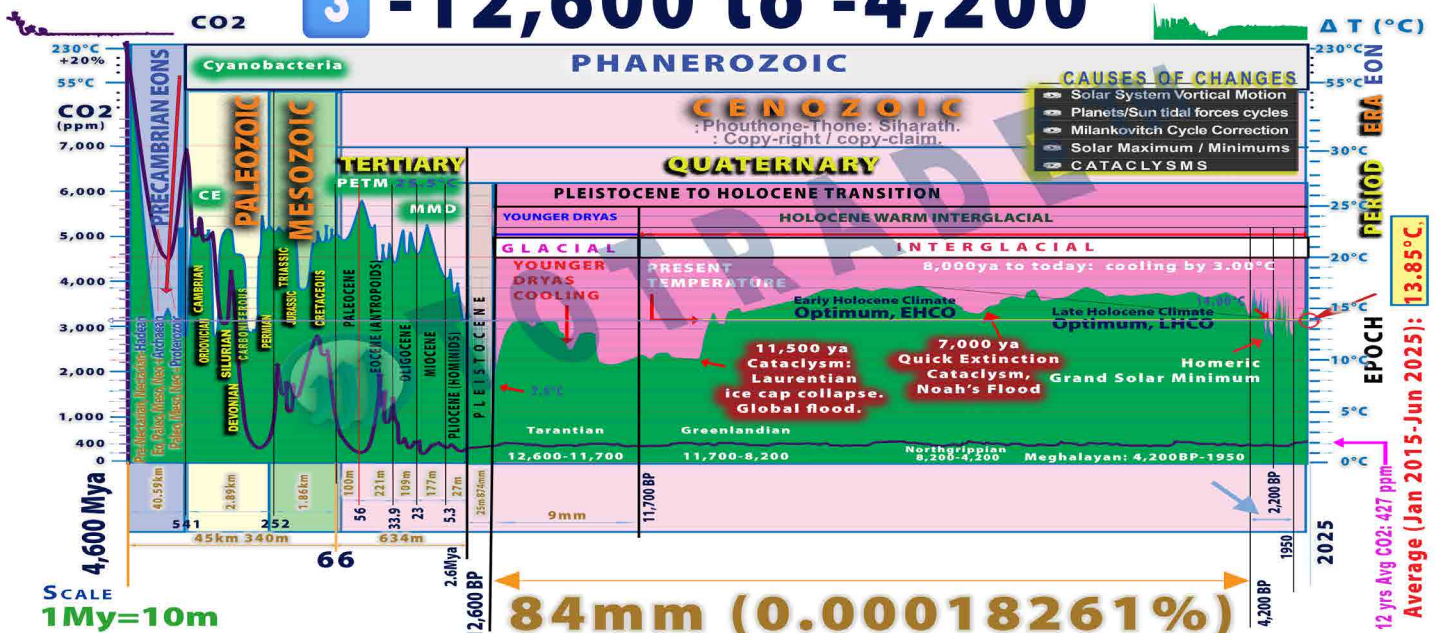 CO2
3
-12,600 to -4,200
Δ T (°C)
230°C
+20%
55°C
CO2
(ppm)
7,000
6,000
5,000
4,000
3,000
2,000
1,000
400
0
PRECAMBRIAN EONS
Cyanobacteria
PHANEROZOIC
230°C
55°C
30°C
25°C
20°C
15°C
10°C
5°C
0°C
EON
ERA
PERIOD
EPOCH
CAUSES OF CHANGES
Solar System Vortical Motion
Planets/Sun tidal forces cycles
Milankovitch Cycle Correction
Solar Maximum / Minimums
CATACLYSMS
CENOZOIC
: Phouthone-Thone: Siharath.
: Copy-right / copy-claim.
PALEOZOIC
MESOZOIC
TERTIARY
QUATERNARY
CE
PETM 25.5°C
MMD
PLEISTOCENE TO HOLOCENE TRANSITION
YOUNGER DRYAS
HOLOCENE WARM INTERGLACIAL
GLACIAL
INTERGLACIAL
YOUNGER
DRYAS
COOLING
PRESENT
TEMPERATURE
8,000ya to today: cooling by 3.00°C
14.00°C
Early Holocene Climate
Optimum, EHCO
Late Holocene Climate
Optimum, LHCO
11,500 ya
Cataclysm:
Laurentian
ice cap collapse.
Global flood.
7,000 ya
Quick Extinction
Cataclysm,
Noah's Flood
Homeric
Grand Solar Minimum
CAMBRIAN
ORDOVICIAN
SILURIAN
DEVONIAN
CARBONIFEROUS
PERMIAN
TRIASSIC
JURASSIC
CRETACEOUS
PALEOCENE
EOCENE (ANTROPOIDS)
OLIGOCENE
MIOCENE
PLIOCENE (HOMINIDS)
PLEISTOCENE
2,5°C
Tarantian
Greenlandian
Northgrippian
12,600-11,700
11,700-8,200
8,200-4,200
Meghalayan: 4,200BP-1950
40.59km
2.89km
1.86km
100m
221m
109m
177m
27m
25m874mm
9mm
541
252
66
56
33.9
23
5.3
2.6Mya
12,600 BP
11,700 BP
4,200 BP
2,200 BP
1950
2025
4,600 Mya
45km 340m
634m
SCALE
1My=10m
84mm (0.00018261%)
12 yrs Avg CO2: 427 ppm
Average (Jan 2015-Jun 2025): 13.85°C,